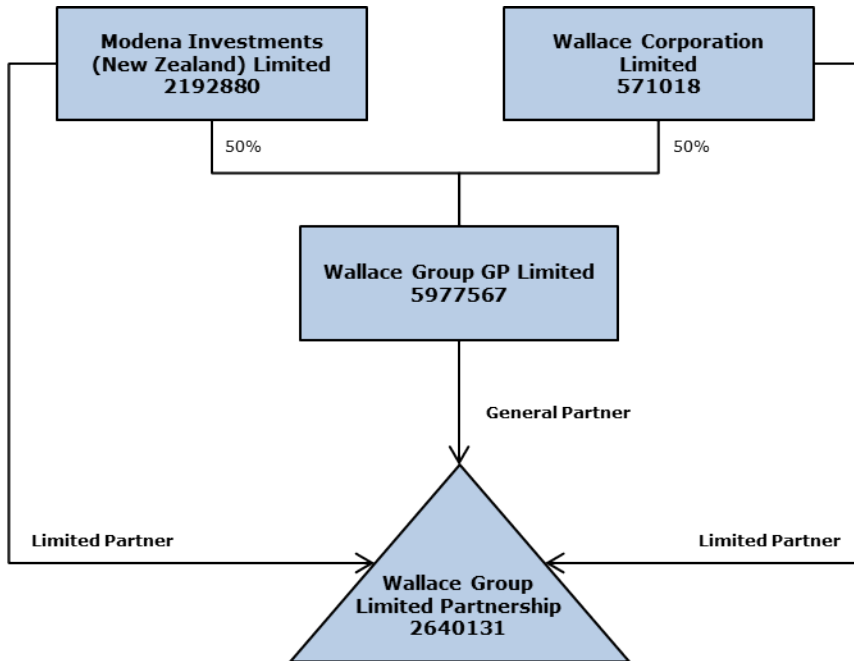 Modena Investments
(New Zealand) Limited
2192880
Wallace Corporation
Limited
571018
50%
50%
Wallace Group GP Limited
5977567
General Partner
Limited Partner
Limited Partner
Wallace Group
Limited Partnership
2640131